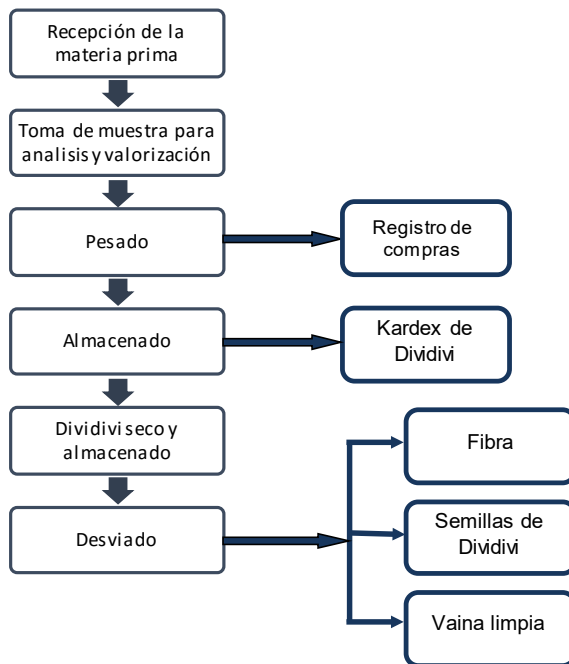 Recepción de la
materia prima
Toma de muestra para
analisis y valorización
Pesado
Registro de
compras
Almacenado
Kardex de
Dividivi
Dividivi seco y
almacenado
Fibra
Desviado
Semillas de
Dividivi
Vaina limpia